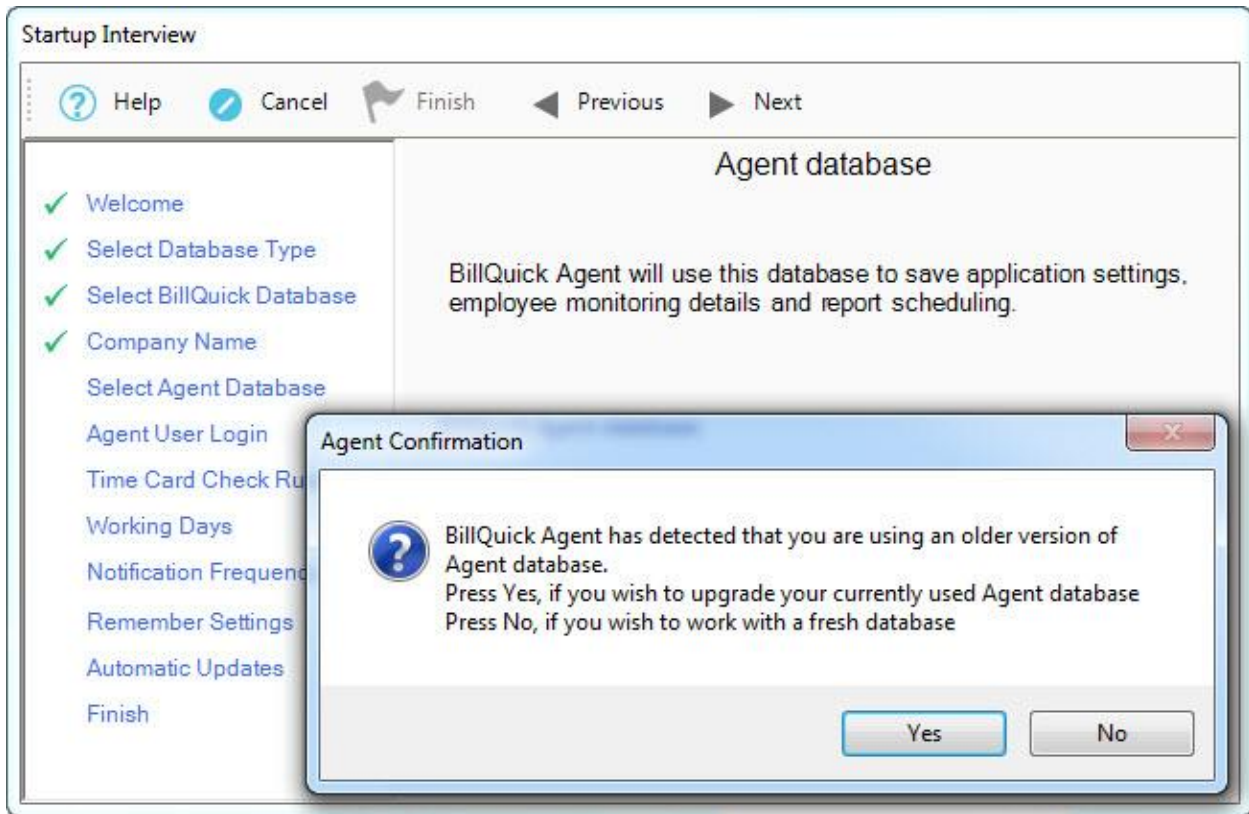 Startup Interview
Help Cancel Finish Previous Next
Agent database
Welcome
Select Database Type
Select BillQuick Database
Company Name
Select Agent Database
Agent User Login
Time Card Check Ru
Working Days
Notification Frequenc
Remember Settings
Automatic Updates
Finish
BillQuick Agent will use this database to save application settings,
employee monitoring details and report scheduling.
Agent Confirmation
BillQuick Agent has detected that you are using an older version of
Agent database.
Press Yes, if you wish to upgrade your currently used Agent database
Press No, if you wish to work with a fresh database
Yes No